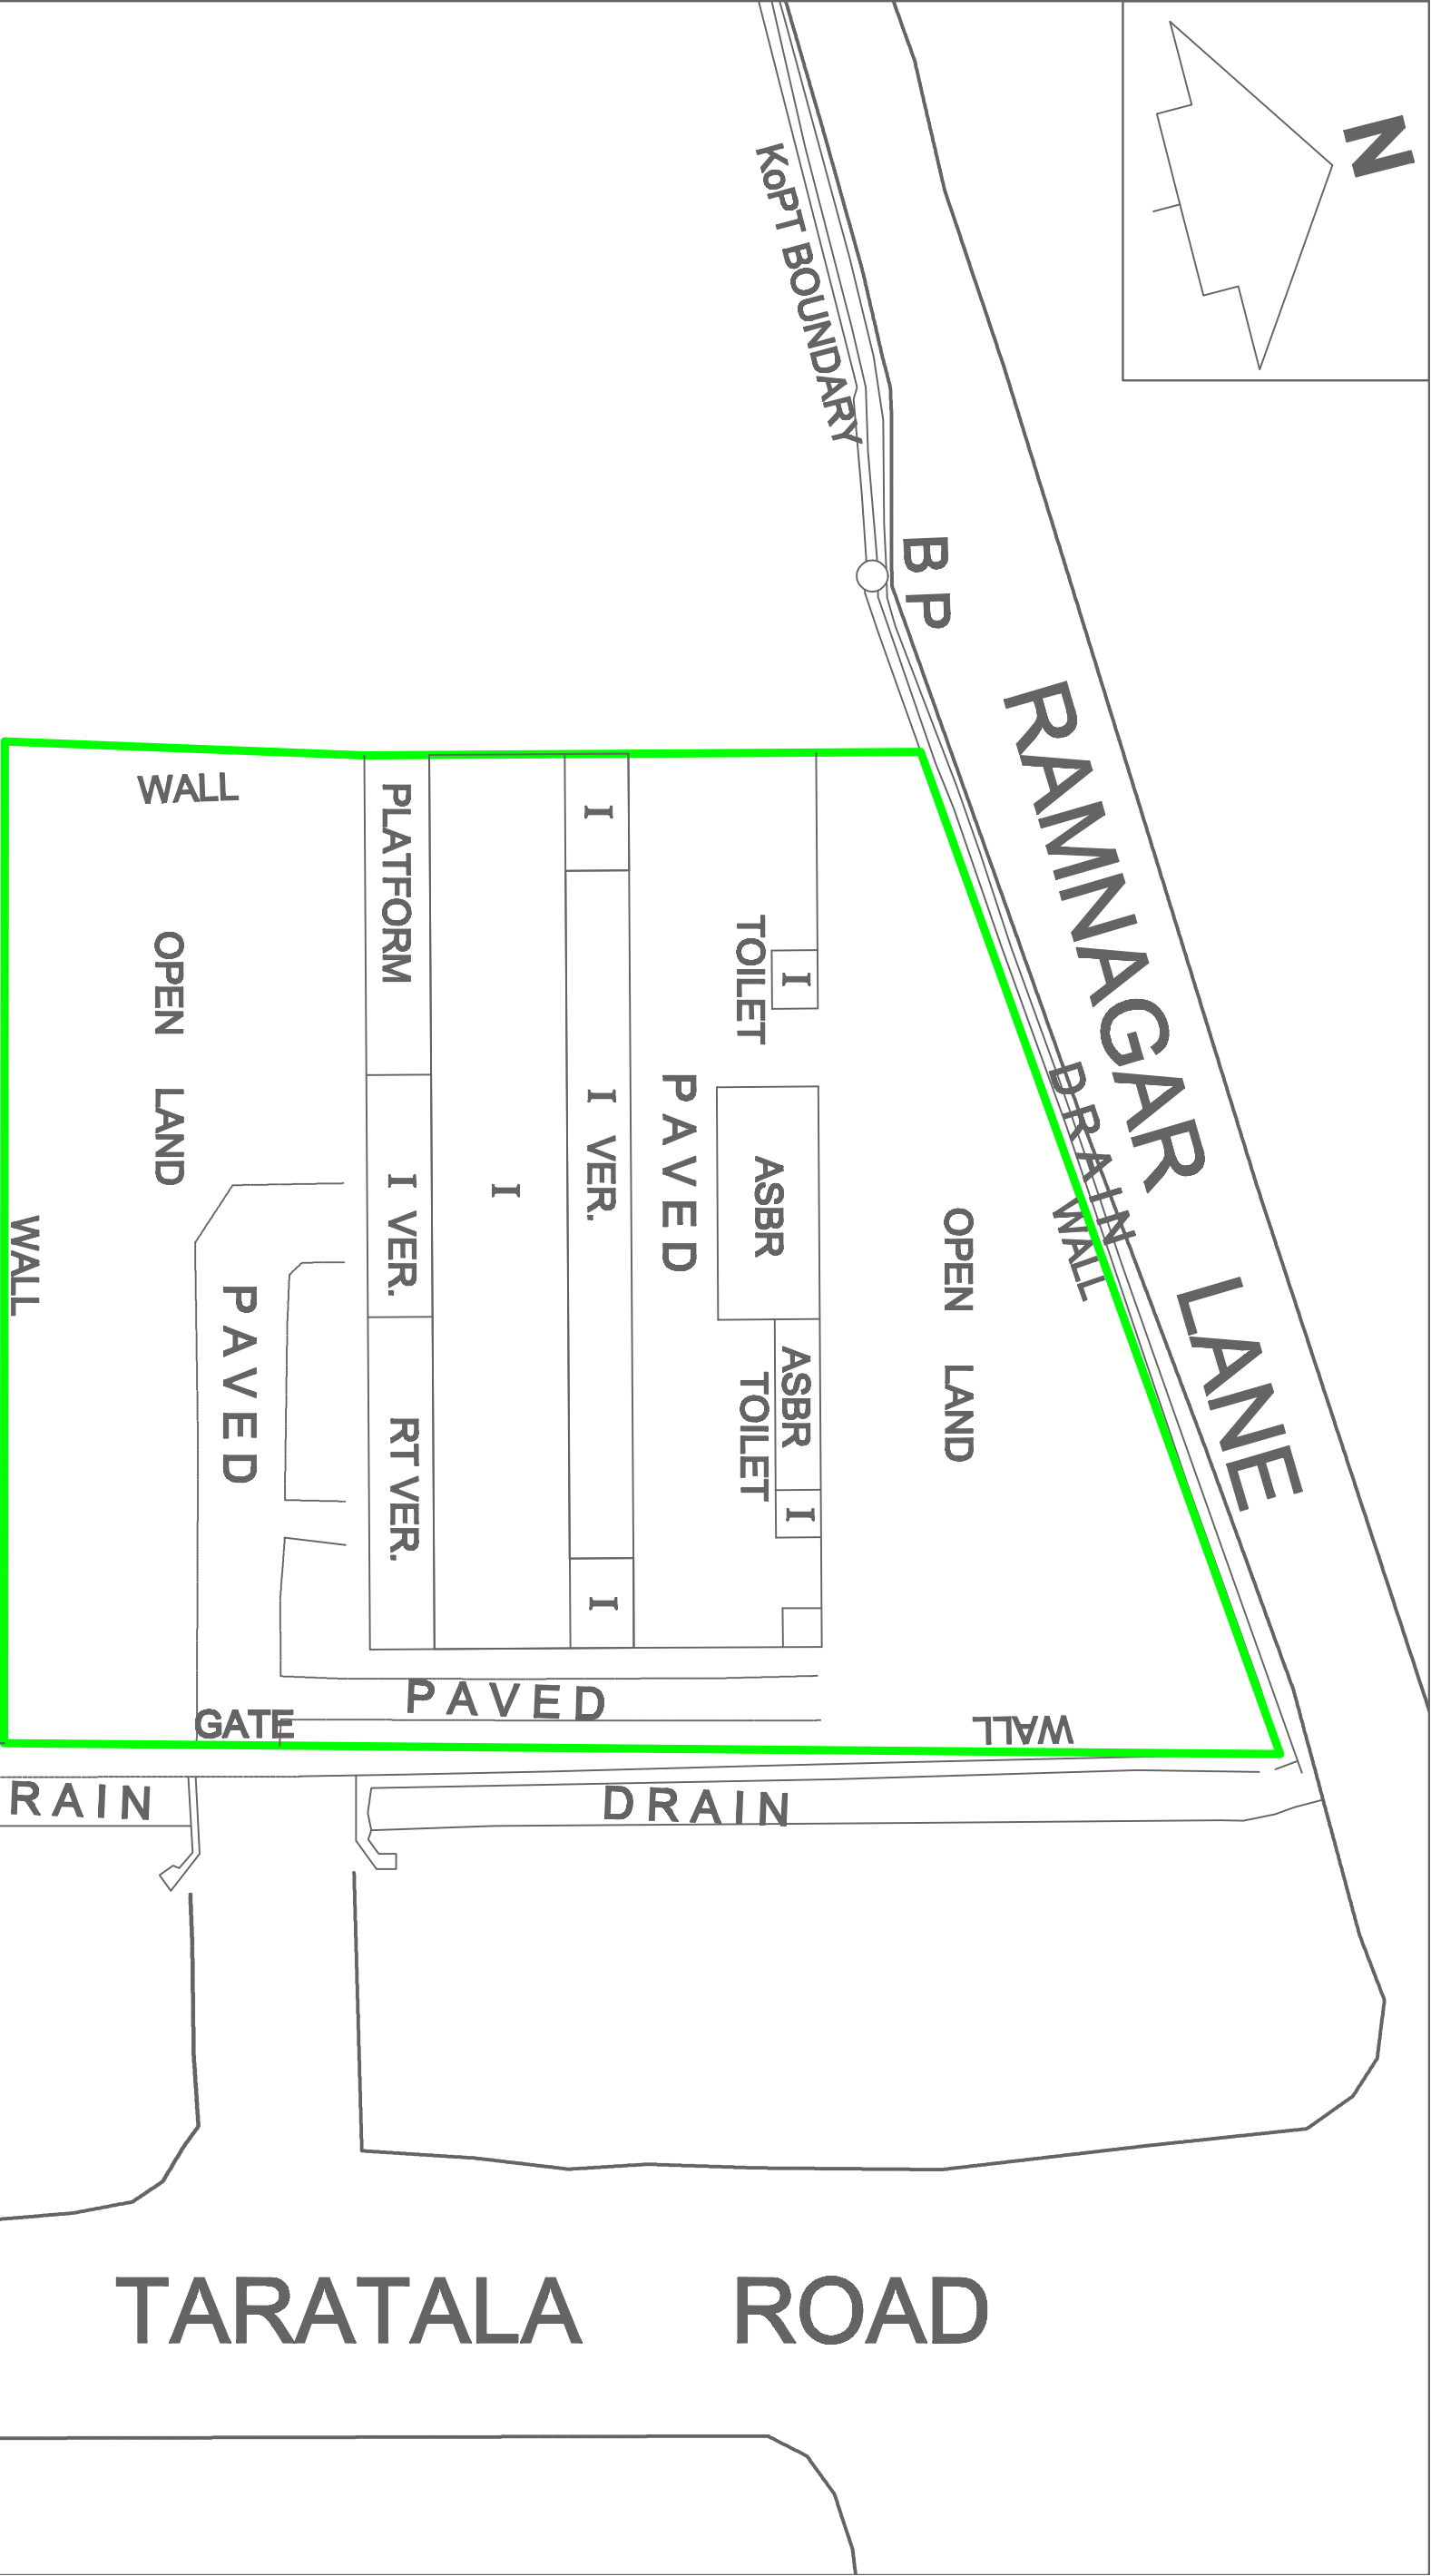 N
KoPT BOUNDARY
B P
RAMNAGAR LANE
DRAIN
WALL
WALL
OPEN LAND
WALL
PLATFORM
I
I VER.
RT VER.
I
I VER.
I
I
PAVED
TOILET
I
ASBR
ASBR
TOILET
I
OPEN LAND
PAVED
PAVED
GATE
WALL
RAIN
DRAIN
TARATALA ROAD